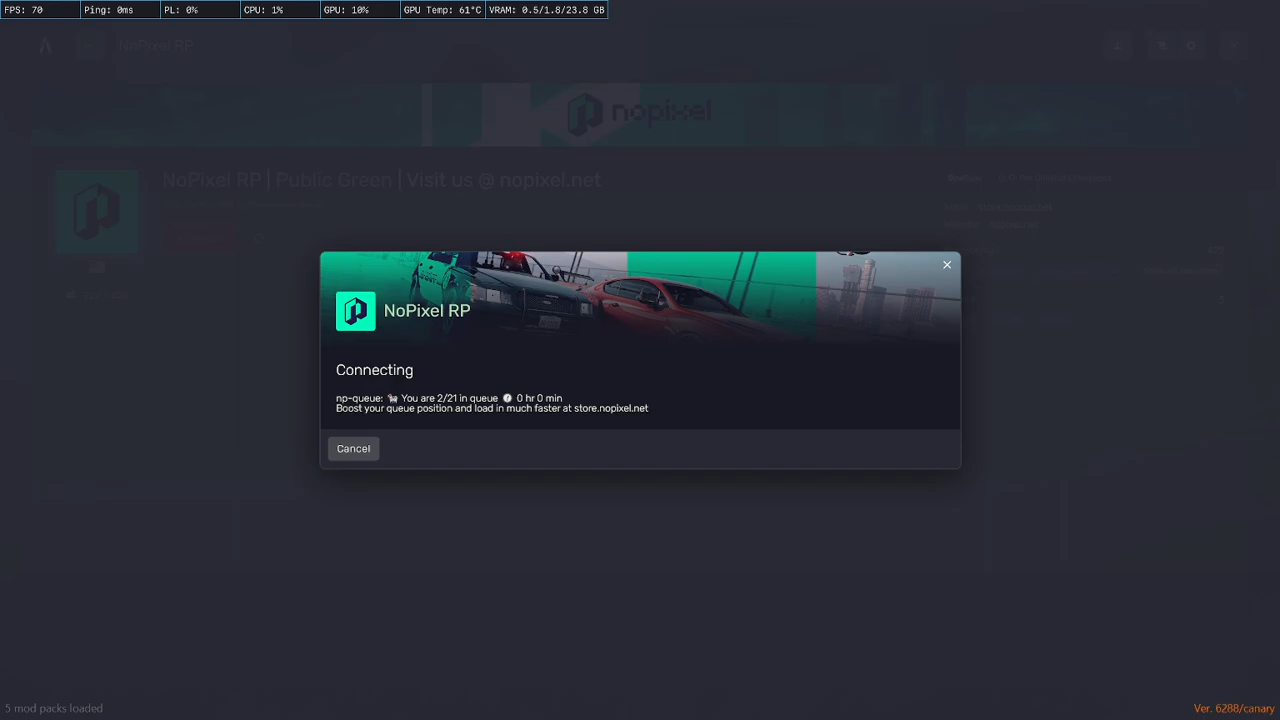 FPS: 70 Ping: 0ms PL: 0% CPU: 1% GPU: 10% GPU Temp: 61°C VRAM: 0.5/1.8/23.8 GB
NoPixel RP
nopixel
NoPixel RP | Public Green | Visit us @ nopixel.net
NoPixel RP
Connecting
np-queue: 🐌 You are 2/21 in queue 🕐 0 hr 0 min
Boost your queue position and load in much faster at store.nopixel.net
Cancel
5 mod packs loaded
Ver. 6288/canary